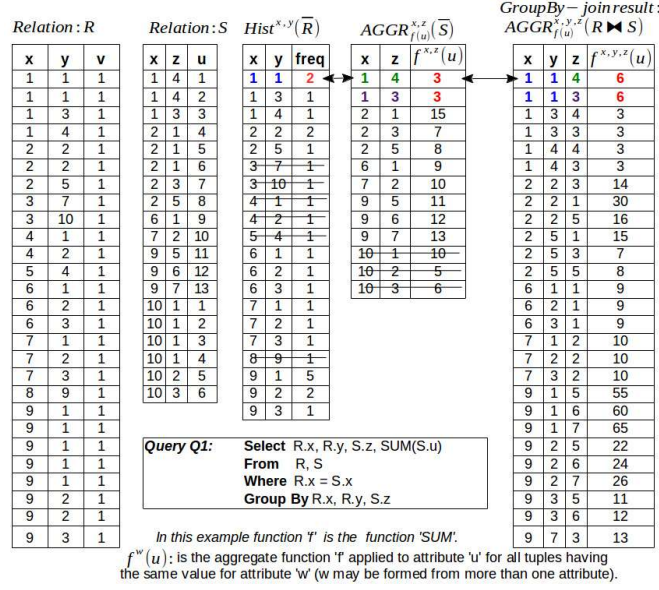 Relation : R
x y v
1 1 1
1 1 1
1 3 1
1 4 1
2 2 1
2 2 1
2 5 1
3 7 1
3 10 1
4 1 1
4 2 1
5 4 1
6 1 1
6 2 1
6 3 1
7 1 1
7 2 1
7 3 1
8 9 1
9 1 1
9 1 1
9 1 1
9 1 1
9 1 1
9 2 1
9 2 1
9 3 1
Relation : S
x z u
1 4 1
1 4 2
1 3 3
2 1 4
2 1 5
2 1 6
2 3 7
2 5 8
6 1 9
7 2 10
9 5 11
9 6 12
9 7 13
10 1 1
10 1 2
10 1 3
10 1 4
10 2 5
10 3 6
Hist^{x,y}(R̅)
x y freq
1 1 2
1 3 1
1 4 1
2 2 2
2 5 1
3 7 1
3 10 1
4 1 1
4 2 1
5 4 1
6 1 1
6 2 1
6 3 1
7 1 1
7 2 1
7 3 1
8 9 1
9 1 5
9 2 2
9 3 1
AGGR^{x,z}_{f(u)}(S̅)
x z f^{x,z}(u)
1 4 3
1 3 3
2 1 15
2 3 7
2 5 8
6 1 9
7 2 10
9 5 11
9 6 12
9 7 13
10 1 10
10 2 5
10 3 6
GroupBy − join result :
AGGR^{x,y,z}_{f(u)}(R ⋈ S)
x y z f^{x,y,z}(u)
1 1 4 6
1 1 3 6
1 3 4 3
1 3 3 3
1 4 4 3
1 4 3 3
2 2 3 14
2 2 1 30
2 2 5 16
2 5 1 15
2 5 3 7
2 5 5 8
6 1 1 9
6 2 1 9
6 3 1 9
7 1 2 10
7 2 2 10
7 3 2 10
9 1 5 55
9 1 6 60
9 1 7 65
9 2 5 22
9 2 6 24
9 2 7 26
9 3 5 11
9 3 6 12
9 7 3 13
Query Q1: Select R.x, R.y, S.z, SUM(S.u)
From R, S
Where R.x = S.x
Group By R.x, R.y, S.z
In this example function 'f' is the function 'SUM'.
f^w(u): is the aggregate function 'f' applied to attribute 'u' for all tuples having
the same value for attribute 'w' (w may be formed from more than one attribute).